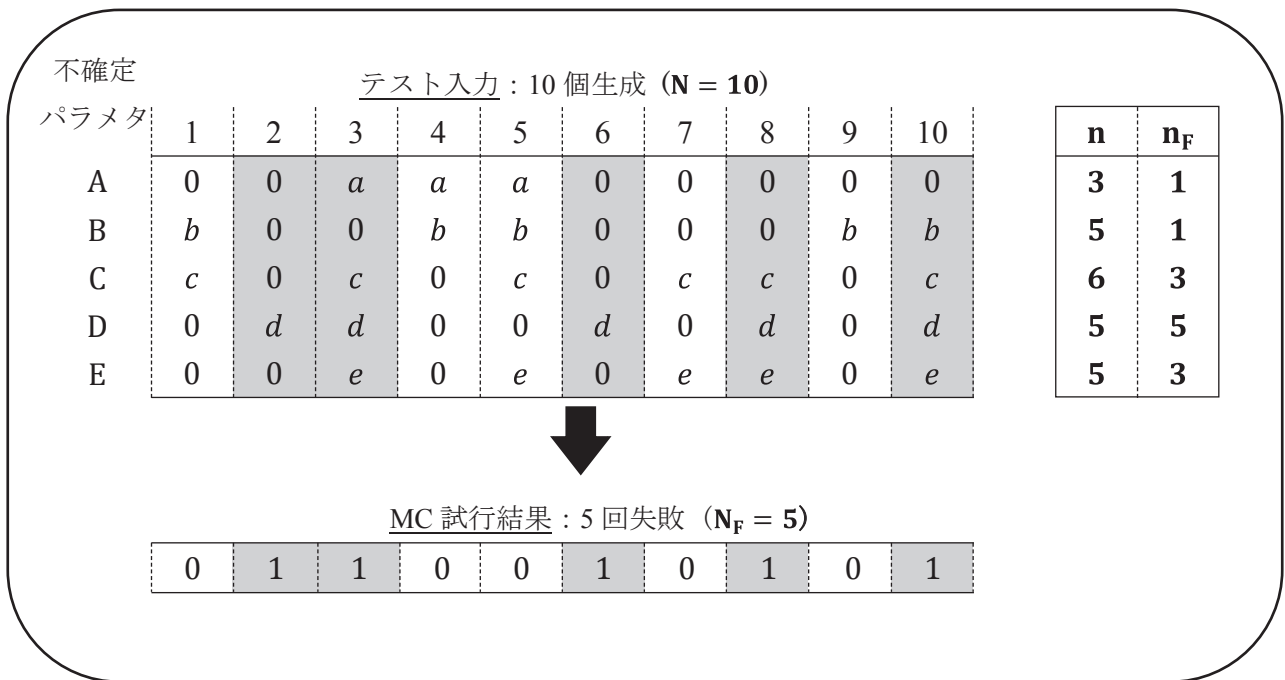 不確定
テスト入力：10 個生成 (N = 10)
パラメタ 1 2 3 4 5 6 7 8 9 10 n n_F
A 0 0 a a a 0 0 0 0 0 3 1
B b 0 0 b b 0 0 0 b b 5 1
C c 0 c 0 c 0 c c 0 c 6 3
D 0 d d 0 0 d 0 d 0 d 5 5
E 0 0 e 0 e 0 e e 0 e 5 3
MC 試行結果：5 回失敗（N_F = 5）
0 1 1 0 0 1 0 1 0 1